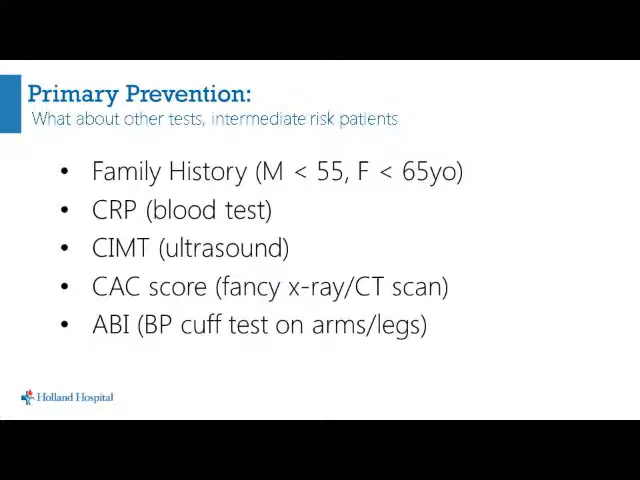 Primary Prevention:
What about other tests, intermediate risk patients
• Family History (M < 55, F < 65yo)
• CRP (blood test)
• CIMT (ultrasound)
• CAC score (fancy x-ray/CT scan)
• ABI (BP cuff test on arms/legs)
Holland Hospital